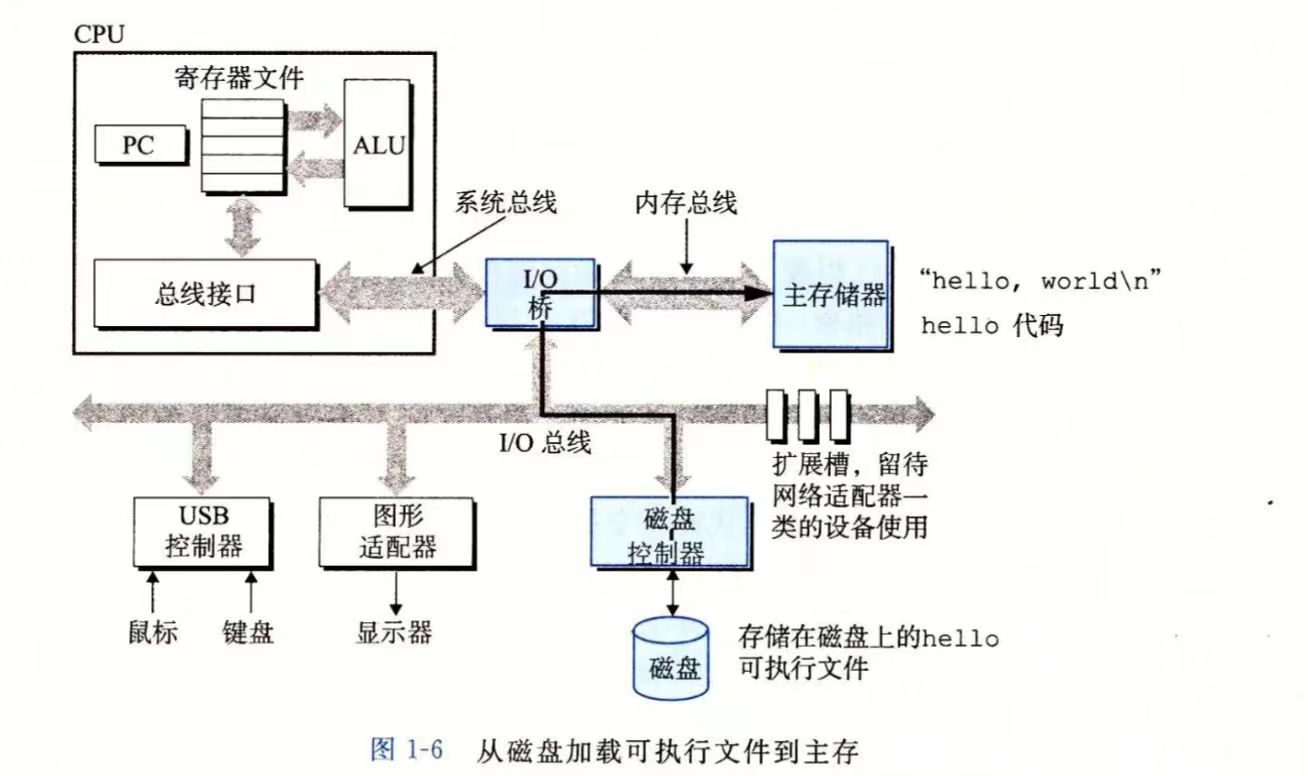 CPU
寄存器文件
PC
ALU
系统总线
内存总线
总线接口
I/O
桥
主存储器
“hello, world\n”
hello 代码
I/O 总线
扩展槽，留待
网络适配器一
类的设备使用
USB
控制器
图形
适配器
磁盘
控制器
鼠标
键盘
显示器
磁盘
存储在磁盘上的hello
可执行文件
图 1-6 从磁盘加载可执行文件到主存